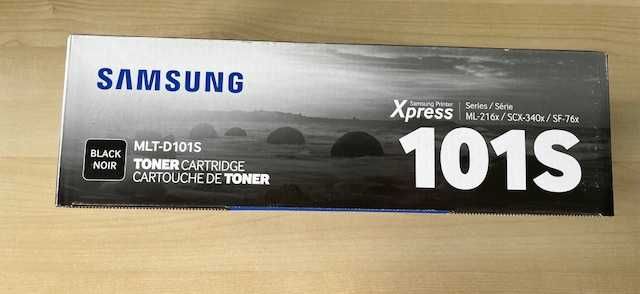 SAMSUNG
Samsung Printer
Xpress
Series / Série
ML-216x / SCX-340x / SF-76x
101S
BLACK
NOIR
MLT-D101S
TONER CARTRIDGE
CARTOUCHE DE TONER